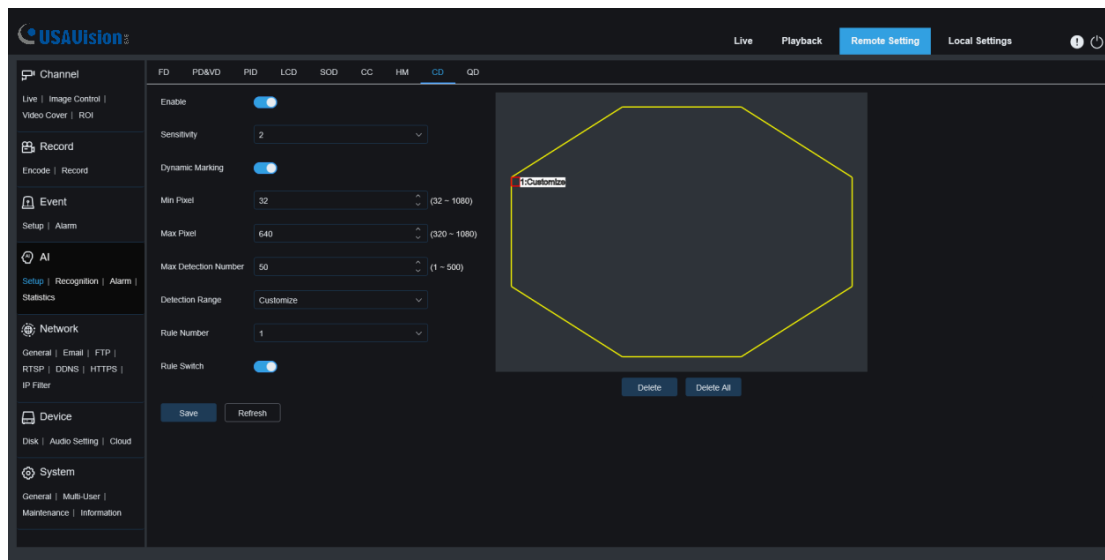 USAVision
Live Playback Remote Setting Local Settings
Channel
Live | Image Control |
Video Cover | ROI
Record
Encode | Record
Event
Setup | Alarm
AI
Setup | Recognition | Alarm |
Statistics
Network
General | Email | FTP |
RTSP | DDNS | HTTPS |
IP Filter
Device
Disk | Audio Setting | Cloud
System
General | Multi-User |
Maintenance | Information
FD PD&VD PID LCD SOD CC HM CD QD
Enable
Sensitivity 2
Dynamic Marking
Min Pixel 32 (32 ~ 1080)
Max Pixel 640 (320 ~ 1080)
Max Detection Number 50 (1 ~ 500)
Detection Range Customize
Rule Number 1
Rule Switch
Save Refresh
1:Customize
Delete Delete All